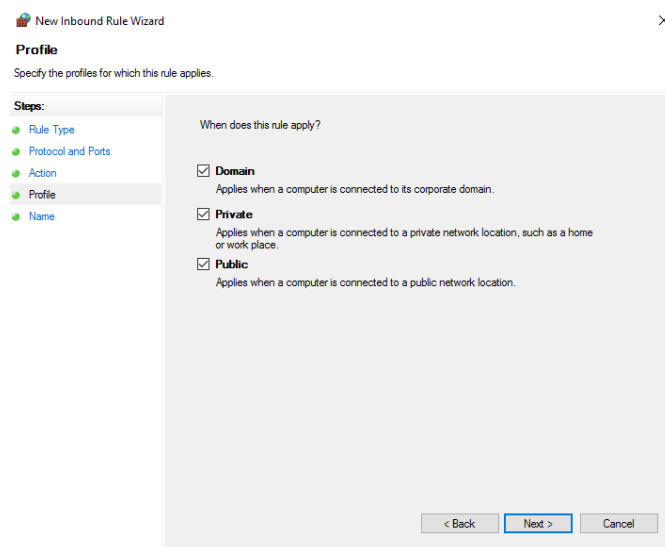 New Inbound Rule Wizard
Profile
Specify the profiles for which this rule applies.
Steps:
Rule Type
Protocol and Ports
Action
Profile
Name
When does this rule apply?
Domain
Applies when a computer is connected to its corporate domain.
Private
Applies when a computer is connected to a private network location, such as a home
or work place.
Public
Applies when a computer is connected to a public network location.
< Back
Next >
Cancel